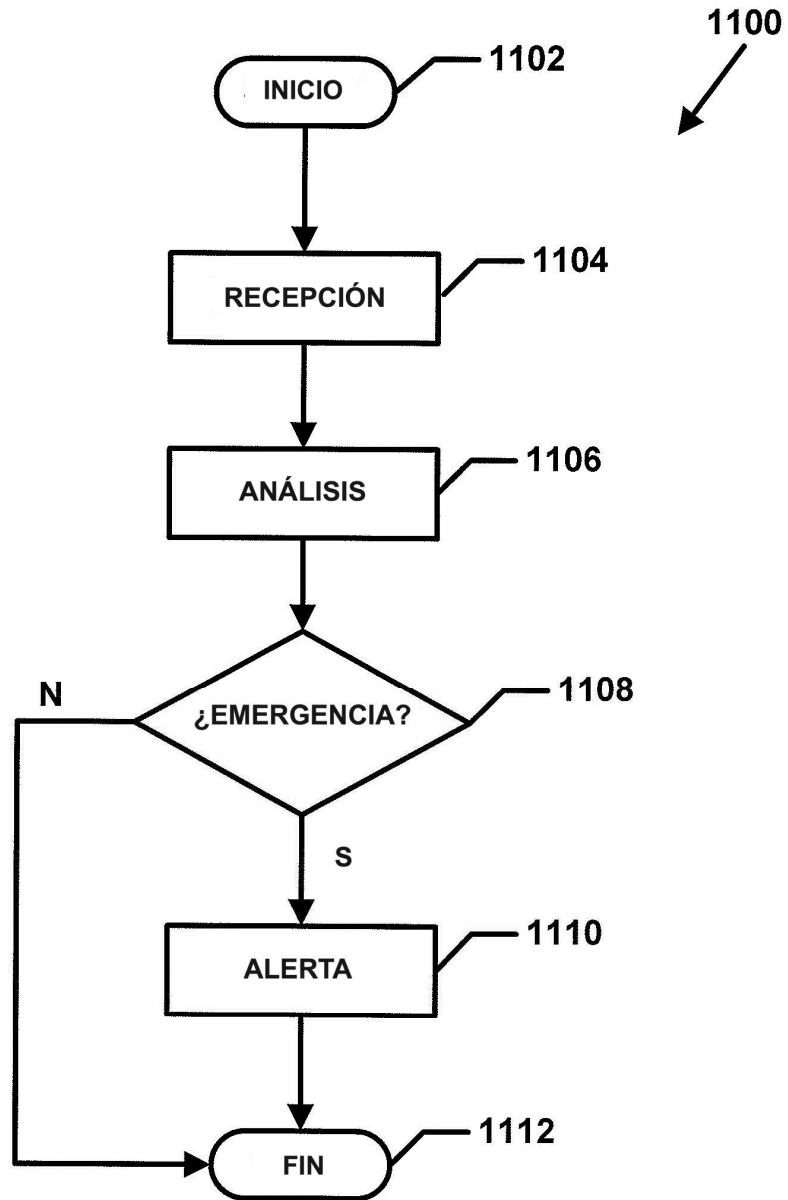 1100
1102
INICIO
1104
RECEPCIÓN
1106
ANÁLISIS
N
1108
¿EMERGENCIA?
S
1110
ALERTA
1112
FIN